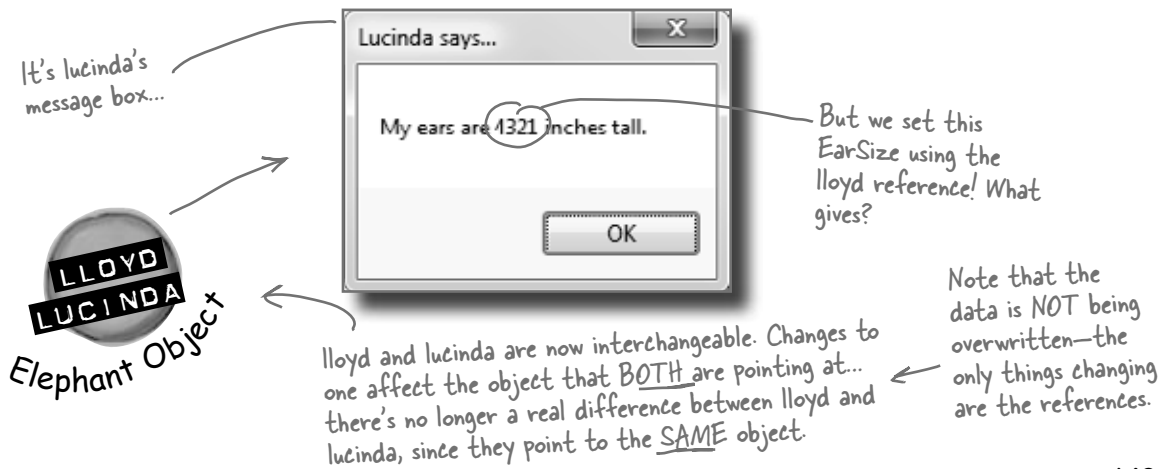 It's lucinda's
message box...
Lucinda says...
My ears are 4321 inches tall.
OK
But we set this
EarSize using the
lloyd reference! What
gives?
LLOYD
LUCINDA
Elephant Object
lloyd and lucinda are now interchangeable. Changes to
one affect the object that BOTH are pointing at...
there's no longer a real difference between lloyd and
lucinda, since they point to the SAME object.
Note that the
data is NOT being
overwritten—the
only things changing
are the references.